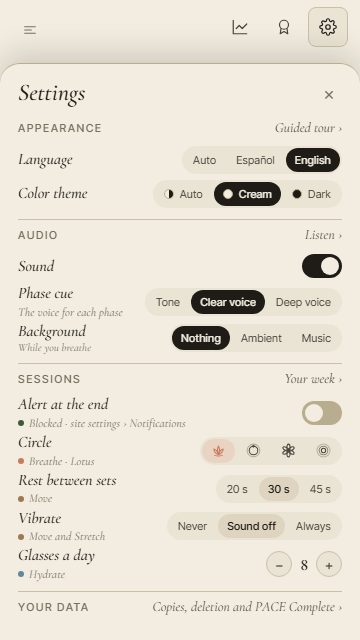 Settings
APPEARANCE Guided tour ›
Language Auto Español English
Color theme Auto Cream Dark
AUDIO Listen ›
Sound
Phase cue
The voice for each phase
Tone Clear voice Deep voice
Background
While you breathe
Nothing Ambient Music
SESSIONS Your week ›
Alert at the end
Blocked · site settings › Notifications
Circle
Breathe · Lotus
Rest between sets
Move
20 s 30 s 45 s
Vibrate
Move and Stretch
Never Sound off Always
Glasses a day
Hydrate
− 8 +
YOUR DATA Copies, deletion and PACE Complete ›